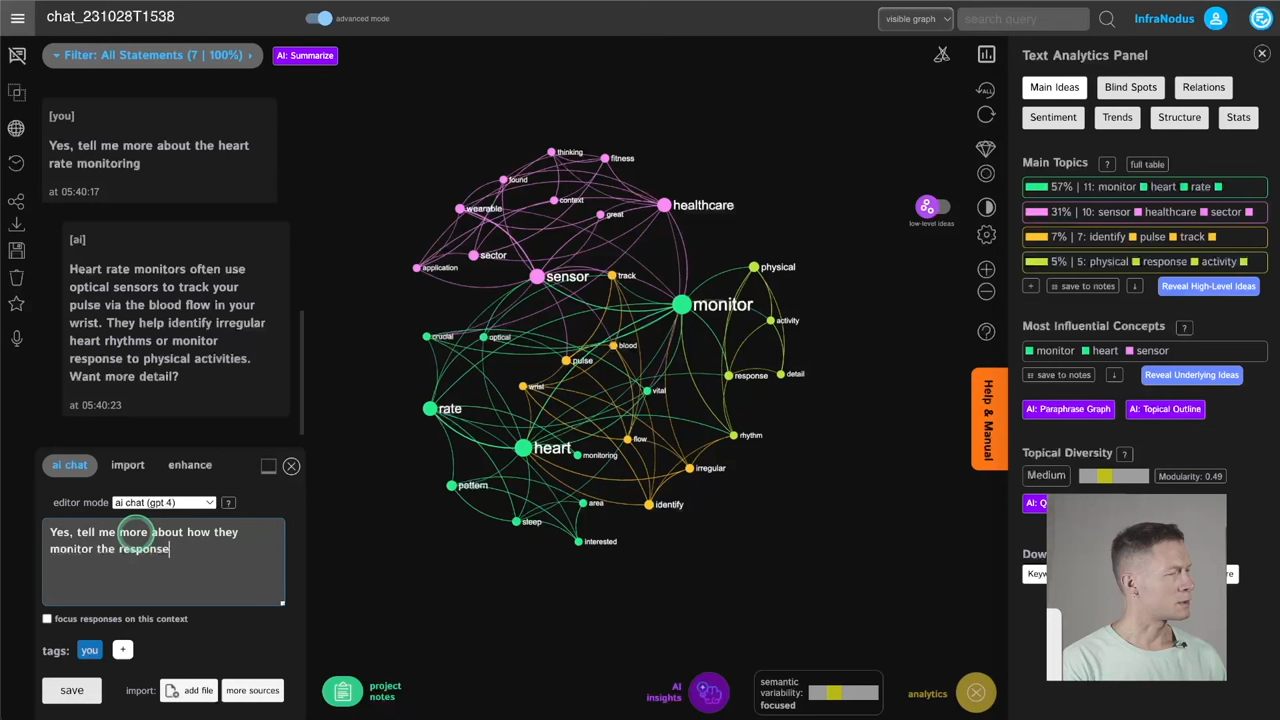 chat_231028T1538
advanced mode
visible graph
search query
InfraNodus
Filter: All Statements (7 | 100%)
AI: Summarize
[you]
Yes, tell me more about the heart
rate monitoring
at 05:40:17
[ai]
Heart rate monitors often use
optical sensors to track your
pulse via the blood flow in your
wrist. They help identify irregular
heart rhythms or monitor
response to physical activities.
Want more detail?
at 05:40:23
ai chat
import
enhance
editor mode
ai chat (gpt 4)
?
Yes, tell me more about how they
monitor the response
focus responses on this context
tags:
you
+
save
import:
add file
more sources
thinking
fitness
found
context
wearable
great
healthcare
sector
application
sensor
track
physical
monitor
activity
crucial
optical
blood
pulse
response
detail
wrist
vital
rate
rhythm
flow
heart
monitoring
irregular
pattern
area
identify
sleep
interested
low-level ideas
ALL
Help & Manual
project
notes
AI
insights
semantic
variability:
focused
analytics
Text Analytics Panel
Main Ideas
Blind Spots
Relations
Sentiment
Trends
Structure
Stats
Main Topics
?
full table
57% | 11: monitor heart rate
31% | 10: sensor healthcare sector
7% | 7: identify pulse track
5% | 5: physical response activity
+
save to notes
↓
Reveal High-Level Ideas
Most Influential Concepts
?
monitor heart sensor
save to notes
↓
Reveal Underlying Ideas
AI: Paraphrase Graph
AI: Topical Outline
Topical Diversity
?
Medium
Modularity: 0.49